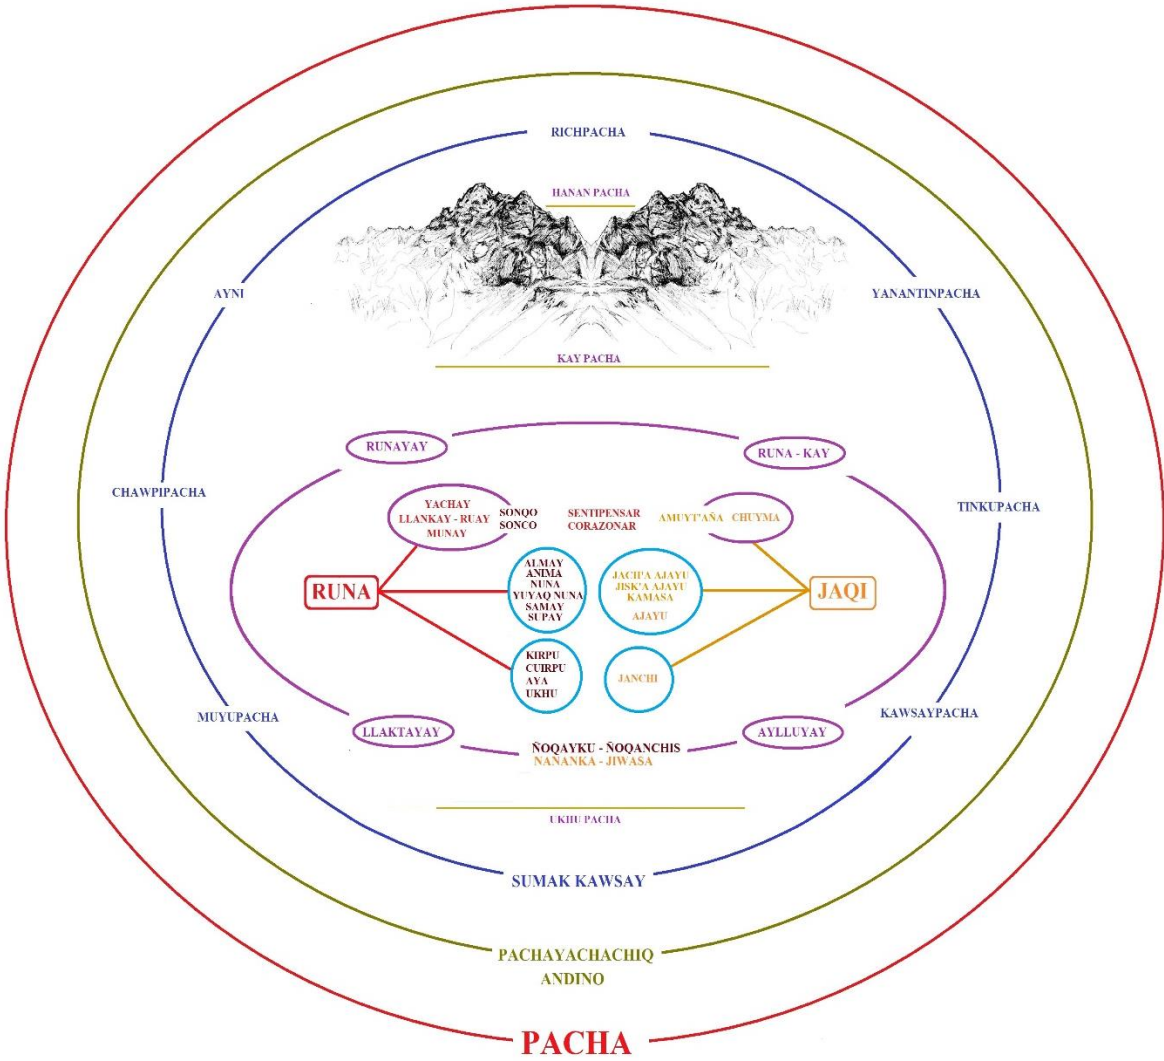 RICHPACHA
HANAN PACHA
AYNI
YANANTINPACHA
KAY PACHA
RUNAYAY
RUNA - KAY
CHAWPIPACHA
TINKUPACHA
YACHAY
LLANKAY - RUAY
MUNAY
SONQO
SONCO
SENTIPENSAR
CORAZONAR
AMUYT'AÑA CHUYMA
RUNA
ALMAY
ANIMA
NUNA
YUYAQ NUNA
SAMAY
SUPAY
JACH'A AJAYU
JISK'A AJAYU
KAMASA
AJAYU
JAQI
KIRPU
CUIRPU
AYA
UKHU
JANCHI
MUYUPACHA
KAWSAYPACHA
LLAKTAYAY
AYLLUYAY
ÑOQAYKU - ÑOQANCHIS
NAÑANKA - JIWASA
UKHU PACHA
SUMAK KAWSAY
PACHAYACHACHIQ
ANDINO
PACHA